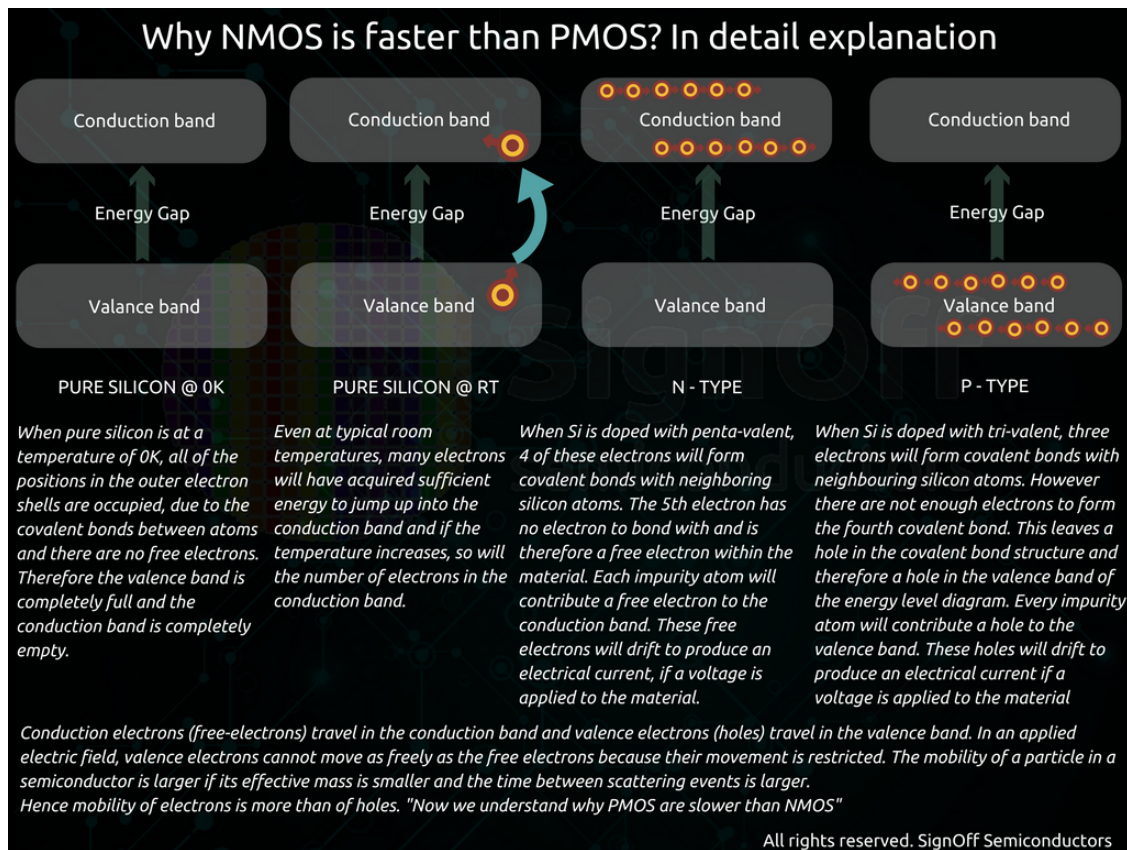 Why NMOS is faster than PMOS? In detail explanation
Conduction band
Energy Gap
Valance band
PURE SILICON @ 0K
When pure silicon is at a
temperature of 0K, all of the
positions in the outer electron
shells are occupied, due to the
covalent bonds between atoms
and there are no free electrons.
Therefore the valence band is
completely full and the
conduction band is completely
empty.
Conduction band
Energy Gap
Valance band
PURE SILICON @ RT
Even at typical room
temperatures, many electrons
will have acquired sufficient
energy to jump up into the
conduction band and if the
temperature increases, so will
the number of electrons in the
conduction band.
Conduction band
Energy Gap
Valance band
N - TYPE
When Si is doped with penta-valent,
4 of these electrons will form
covalent bonds with neighboring
silicon atoms. The 5th electron has
no electron to bond with and is
therefore a free electron within the
material. Each impurity atom will
contribute a free electron to the
conduction band. These free
electrons will drift to produce an
electrical current, if a voltage is
applied to the material.
Conduction band
Energy Gap
Valance band
P - TYPE
When Si is doped with tri-valent, three
electrons will form covalent bonds with
neighbouring silicon atoms. However
there are not enough electrons to form
the fourth covalent bond. This leaves a
hole in the covalent bond structure and
therefore a hole in the valence band of
the energy level diagram. Every impurity
atom will contribute a hole to the
valence band. These holes will drift to
produce an electrical current if a
voltage is applied to the material
Conduction electrons (free-electrons) travel in the conduction band and valence electrons (holes) travel in the valence band. In an applied
electric field, valence electrons cannot move as freely as the free electrons because their movement is restricted. The mobility of a particle in a
semiconductor is larger if its effective mass is smaller and the time between scattering events is larger.
Hence mobility of electrons is more than of holes. "Now we understand why PMOS are slower than NMOS"
All rights reserved. SignOff Semiconductors
SignOff
semiconductors